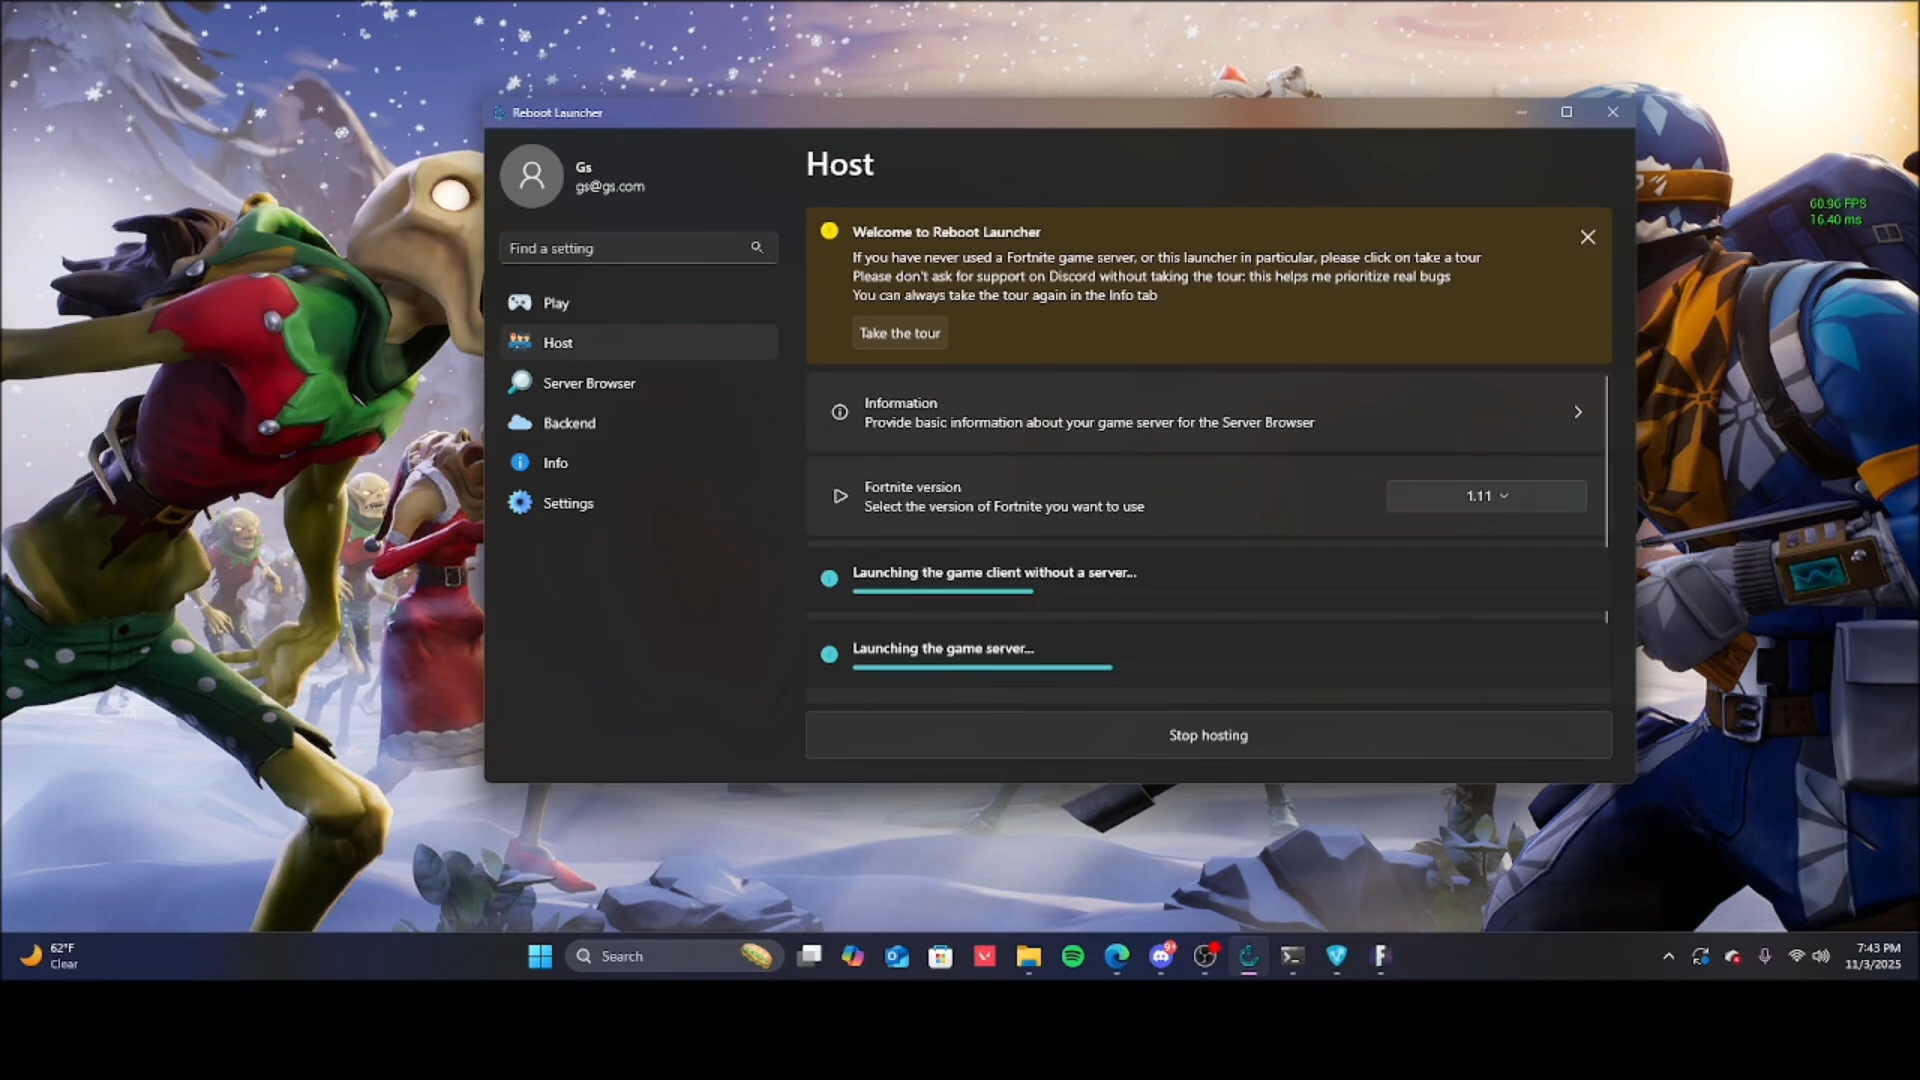 Reboot Launcher
Gs
gs@gs.com
Find a setting
Play
Host
Server Browser
Backend
Info
Settings
Host
Welcome to Reboot Launcher
If you have never used a Fortnite game server, or this launcher in particular, please click on take a tour
Please don't ask for support on Discord without taking the tour: this helps me prioritize real bugs
You can always take the tour again in the Info tab
Take the tour
Information
Provide basic information about your game server for the Server Browser
Fortnite version
Select the version of Fortnite you want to use
1.11
Launching the game client without a server...
Launching the game server...
Stop hosting
60.96 FPS
16.40 ms
62°F
Clear
Search
9+
7:43 PM
11/3/2025